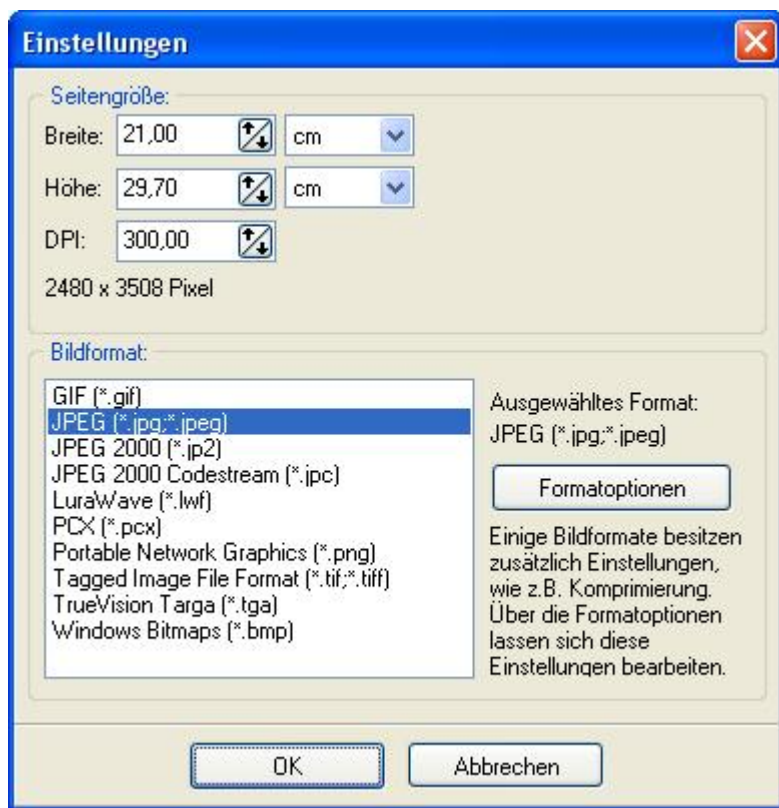 Einstellungen
Seitengröße:
Breite: 21,00 cm
Höhe: 29,70 cm
DPI: 300,00
2480 x 3508 Pixel
Bildformat:
GIF (*.gif)
JPEG (*.jpg;*.jpeg)
JPEG 2000 (*.jp2)
JPEG 2000 Codestream (*.jpc)
LuraWave (*.lwf)
PCX (*.pcx)
Portable Network Graphics (*.png)
Tagged Image File Format (*.tif;*.tiff)
TrueVision Targa (*.tga)
Windows Bitmaps (*.bmp)
Ausgewähltes Format:
JPEG (*.jpg;*.jpeg)
Formatoptionen
Einige Bildformate besitzen
zusätzlich Einstellungen,
wie z.B. Komprimierung.
Über die Formatoptionen
lassen sich diese
Einstellungen bearbeiten.
OK Abbrechen